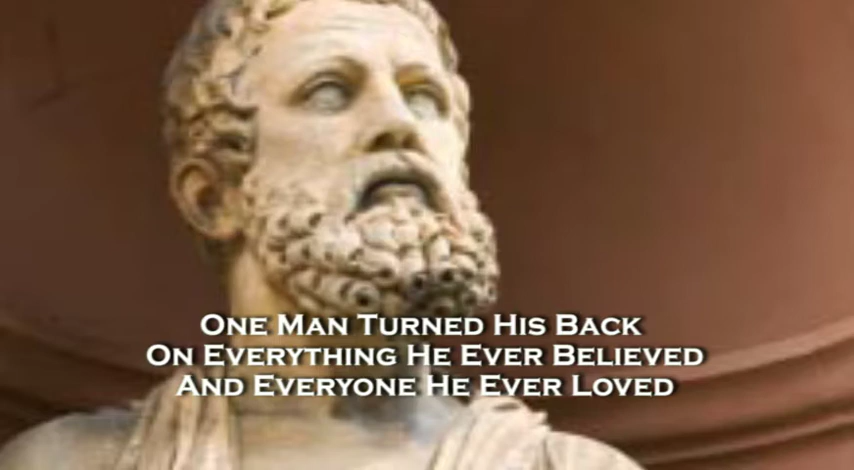 One Man Turned His Back
On Everything He Ever Believed
And Everyone He Ever Loved